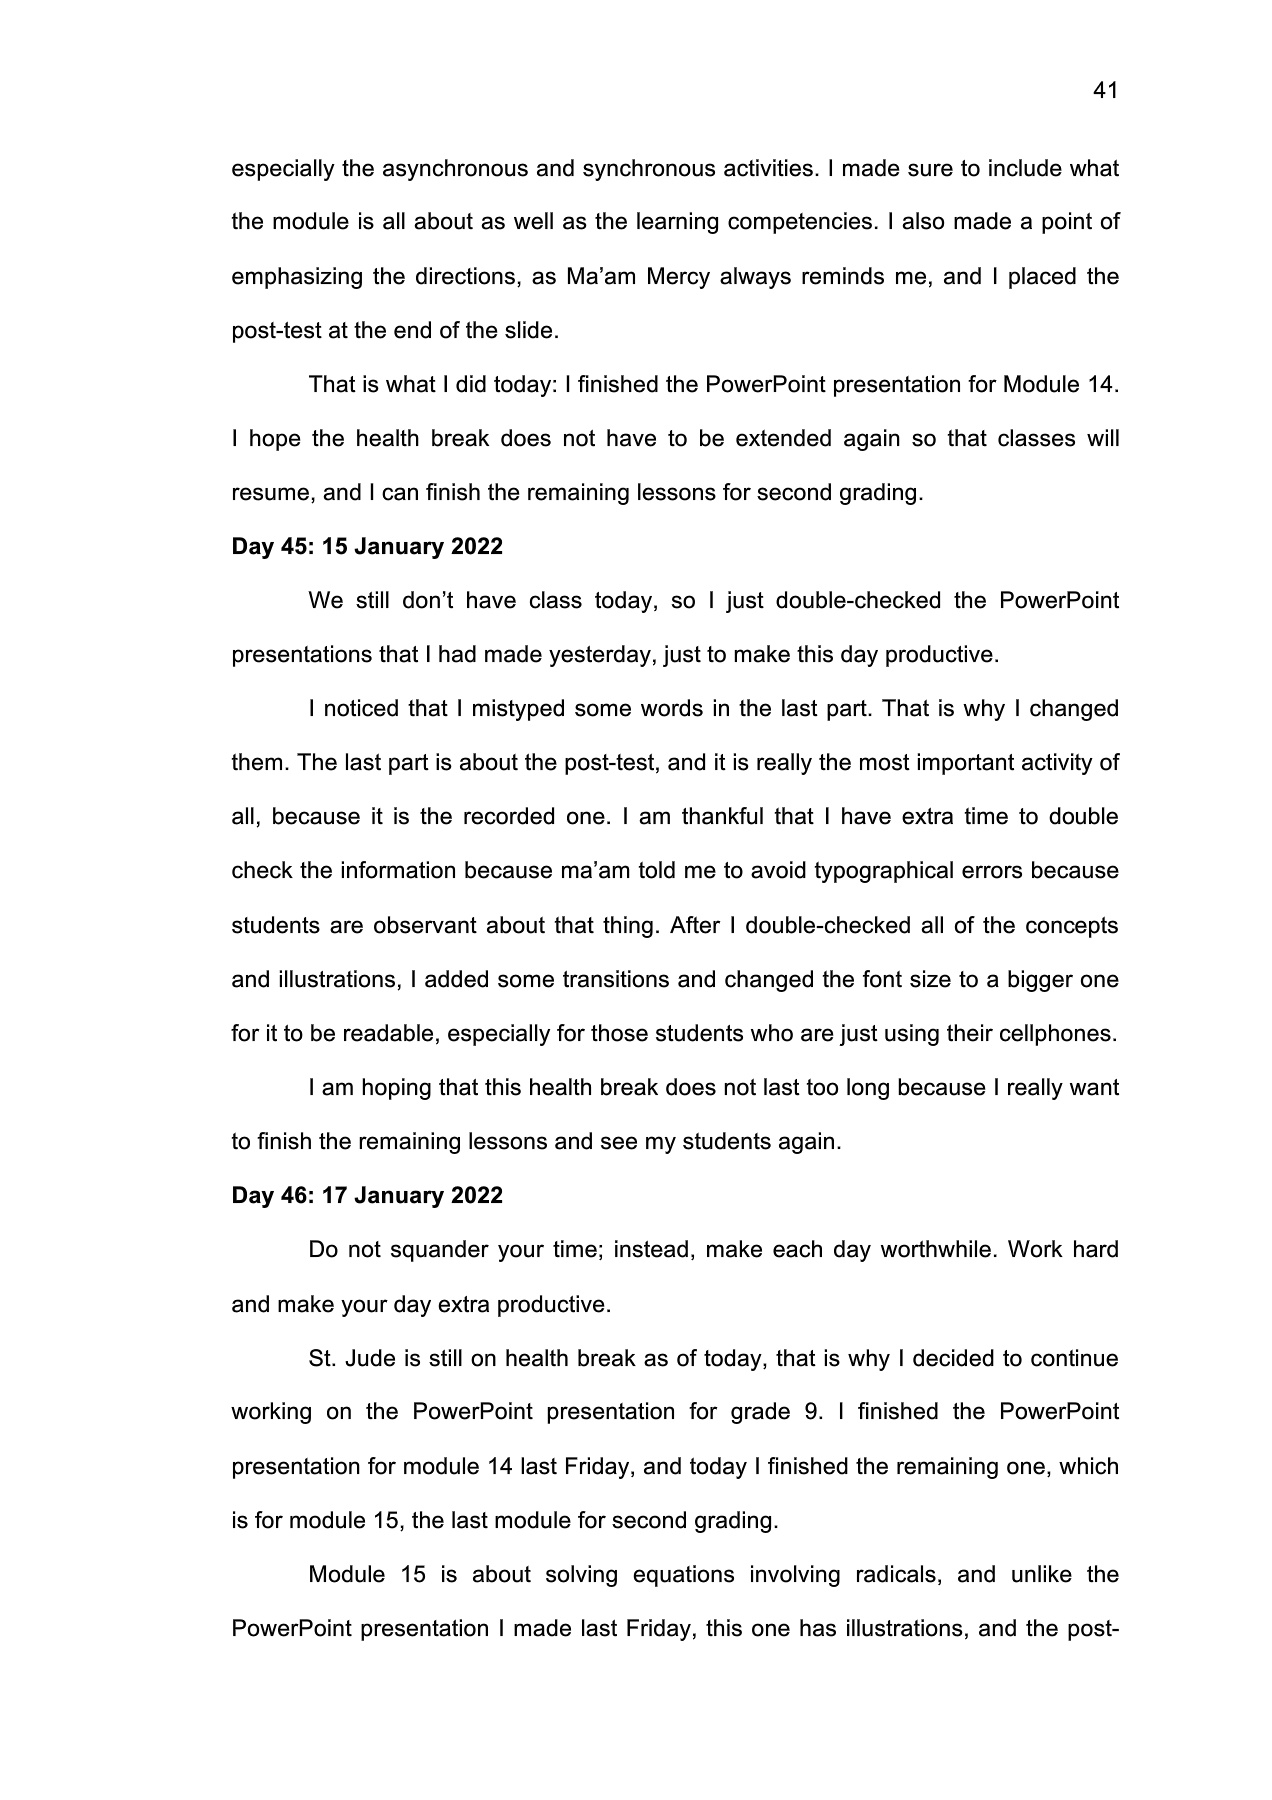 41
especially the asynchronous and synchronous activities. I made sure to include what
the module is all about as well as the learning competencies. I also made a point of
emphasizing the directions, as Ma’am Mercy always reminds me, and I placed the
post-test at the end of the slide.
That is what I did today: I finished the PowerPoint presentation for Module 14.
I hope the health break does not have to be extended again so that classes will
resume, and I can finish the remaining lessons for second grading.
Day 45: 15 January 2022
We still don’t have class today, so I just double-checked the PowerPoint
presentations that I had made yesterday, just to make this day productive.
I noticed that I mistyped some words in the last part. That is why I changed
them. The last part is about the post-test, and it is really the most important activity of
all, because it is the recorded one. I am thankful that I have extra time to double
check the information because ma’am told me to avoid typographical errors because
students are observant about that thing. After I double-checked all of the concepts
and illustrations, I added some transitions and changed the font size to a bigger one
for it to be readable, especially for those students who are just using their cellphones.
I am hoping that this health break does not last too long because I really want
to finish the remaining lessons and see my students again.
Day 46: 17 January 2022
Do not squander your time; instead, make each day worthwhile. Work hard
and make your day extra productive.
St. Jude is still on health break as of today, that is why I decided to continue
working on the PowerPoint presentation for grade 9. I finished the PowerPoint
presentation for module 14 last Friday, and today I finished the remaining one, which
is for module 15, the last module for second grading.
Module 15 is about solving equations involving radicals, and unlike the
PowerPoint presentation I made last Friday, this one has illustrations, and the post-